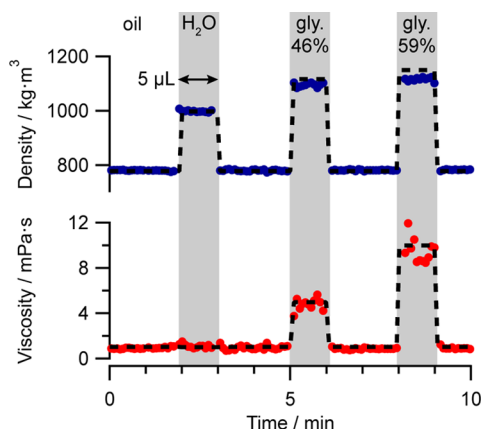 oil H₂O gly. gly.
46% 59%
5 µL
1200
1000
800
Density / kg·m³
12
8
4
0
Viscosity / mPa·s
0 5 10
Time / min